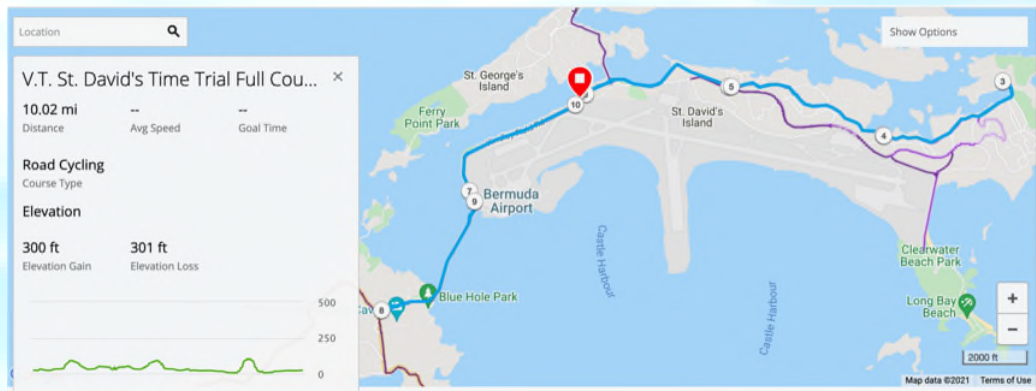 Location
Show Options
V.T. St. David's Time Trial Full Cou...
10.02 mi
--
--
Distance
Avg Speed
Goal Time
Road Cycling
Course Type
Elevation
300 ft
301 ft
Elevation Gain
Elevation Loss
500
250
0
St. George's
Island
Ferry
Point Park
10
5
St. David's
Island
3
4
7
9
Bermuda
Airport
Castle Harbour
Castle Harbour
Clearwater
Beach Park
Blue Hole Park
8
Long Bay
Beach
+
−
2000 ft
Map data ©2021
Terms of Use